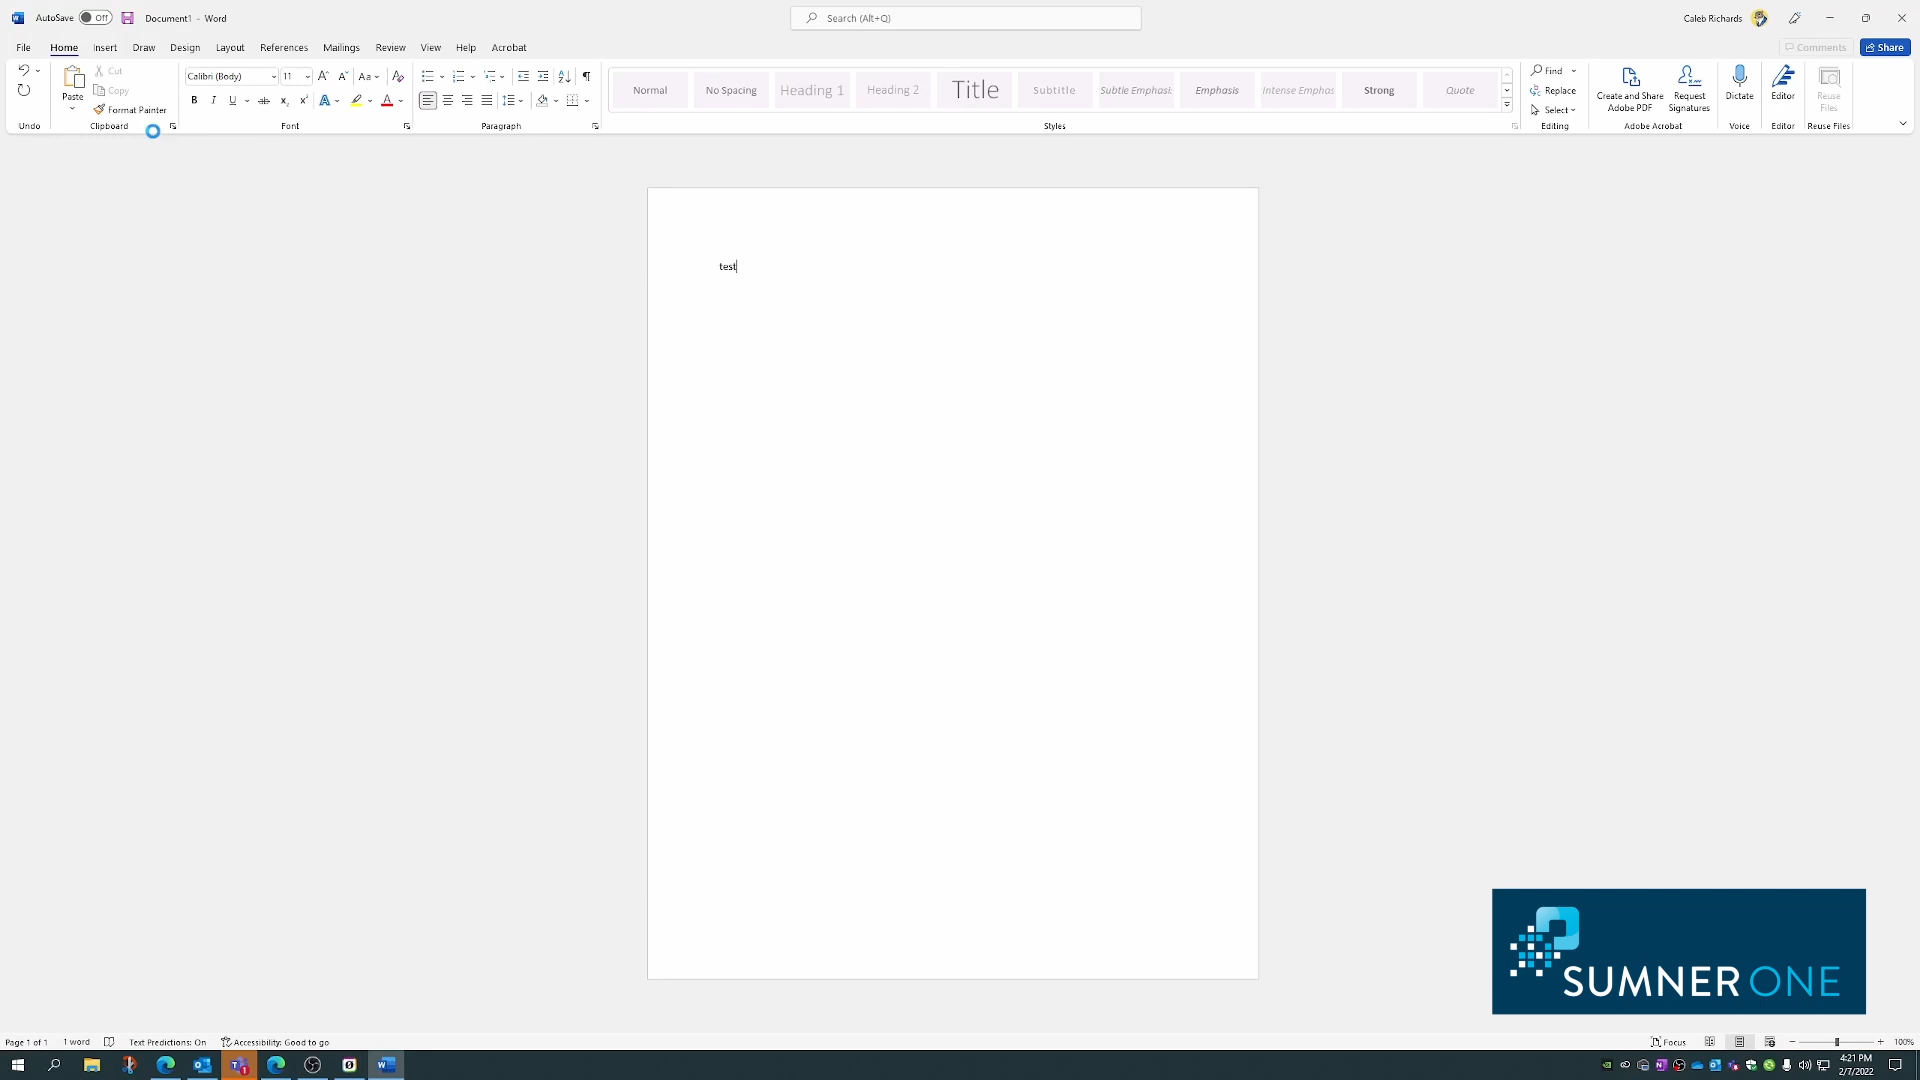 AutoSave Off Document1 - Word Search (Alt+Q) Caleb Richards
File Home Insert Draw Design Layout References Mailings Review View Help Acrobat Comments Share
Paste Cut Copy Format Painter
Calibri (Body) 11 Aa
Normal No Spacing Heading 1 Heading 2 Title Subtitle Subtle Emphasi Emphasis Intense Emphas Strong Quote
Find Replace Select
Create and Share Adobe PDF Request Signatures Dictate Editor Reuse Files
Undo Clipboard Font Paragraph Styles Editing Adobe Acrobat Voice Editor Reuse Files
test
SUMNER ONE
Page 1 of 1 1 word Text Predictions: On Accessibility: Good to go Focus 100%
4:21 PM
2/7/2022